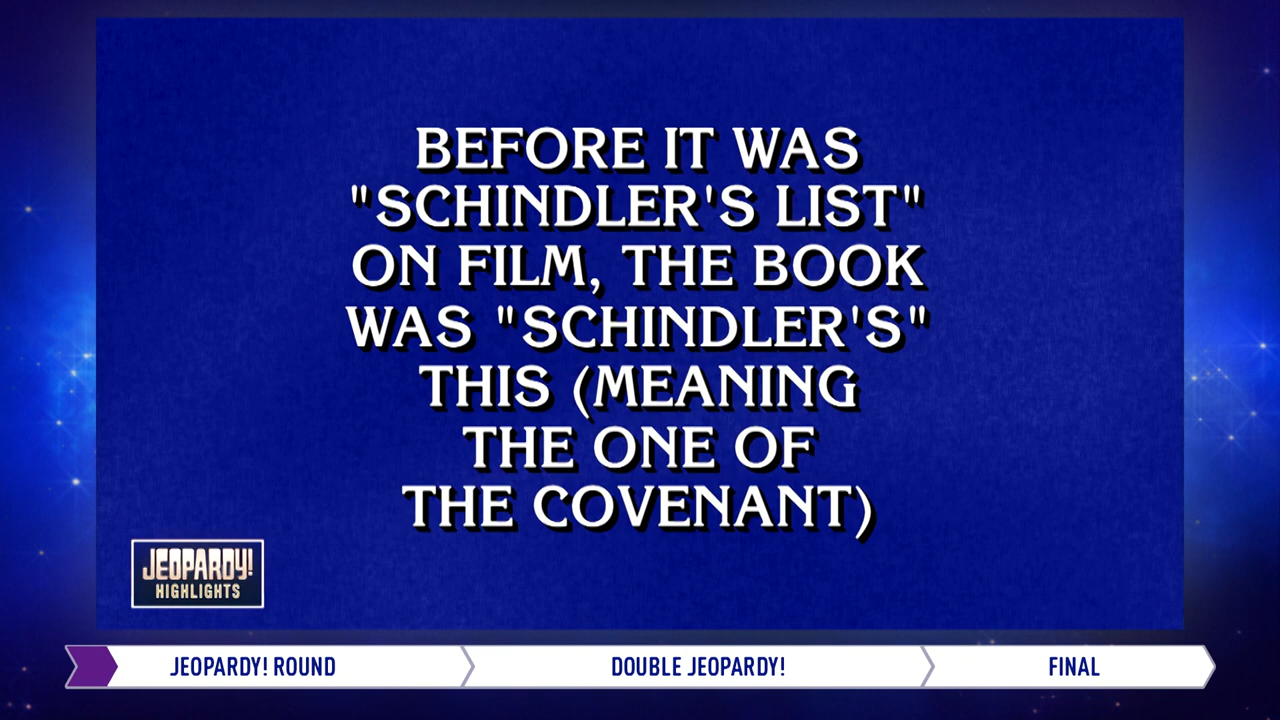 BEFORE IT WAS
"SCHINDLER'S LIST"
ON FILM, THE BOOK
WAS "SCHINDLER'S"
THIS (MEANING
THE ONE OF
THE COVENANT)
JEOPARDY!
HIGHLIGHTS
JEOPARDY! ROUND
DOUBLE JEOPARDY!
FINAL